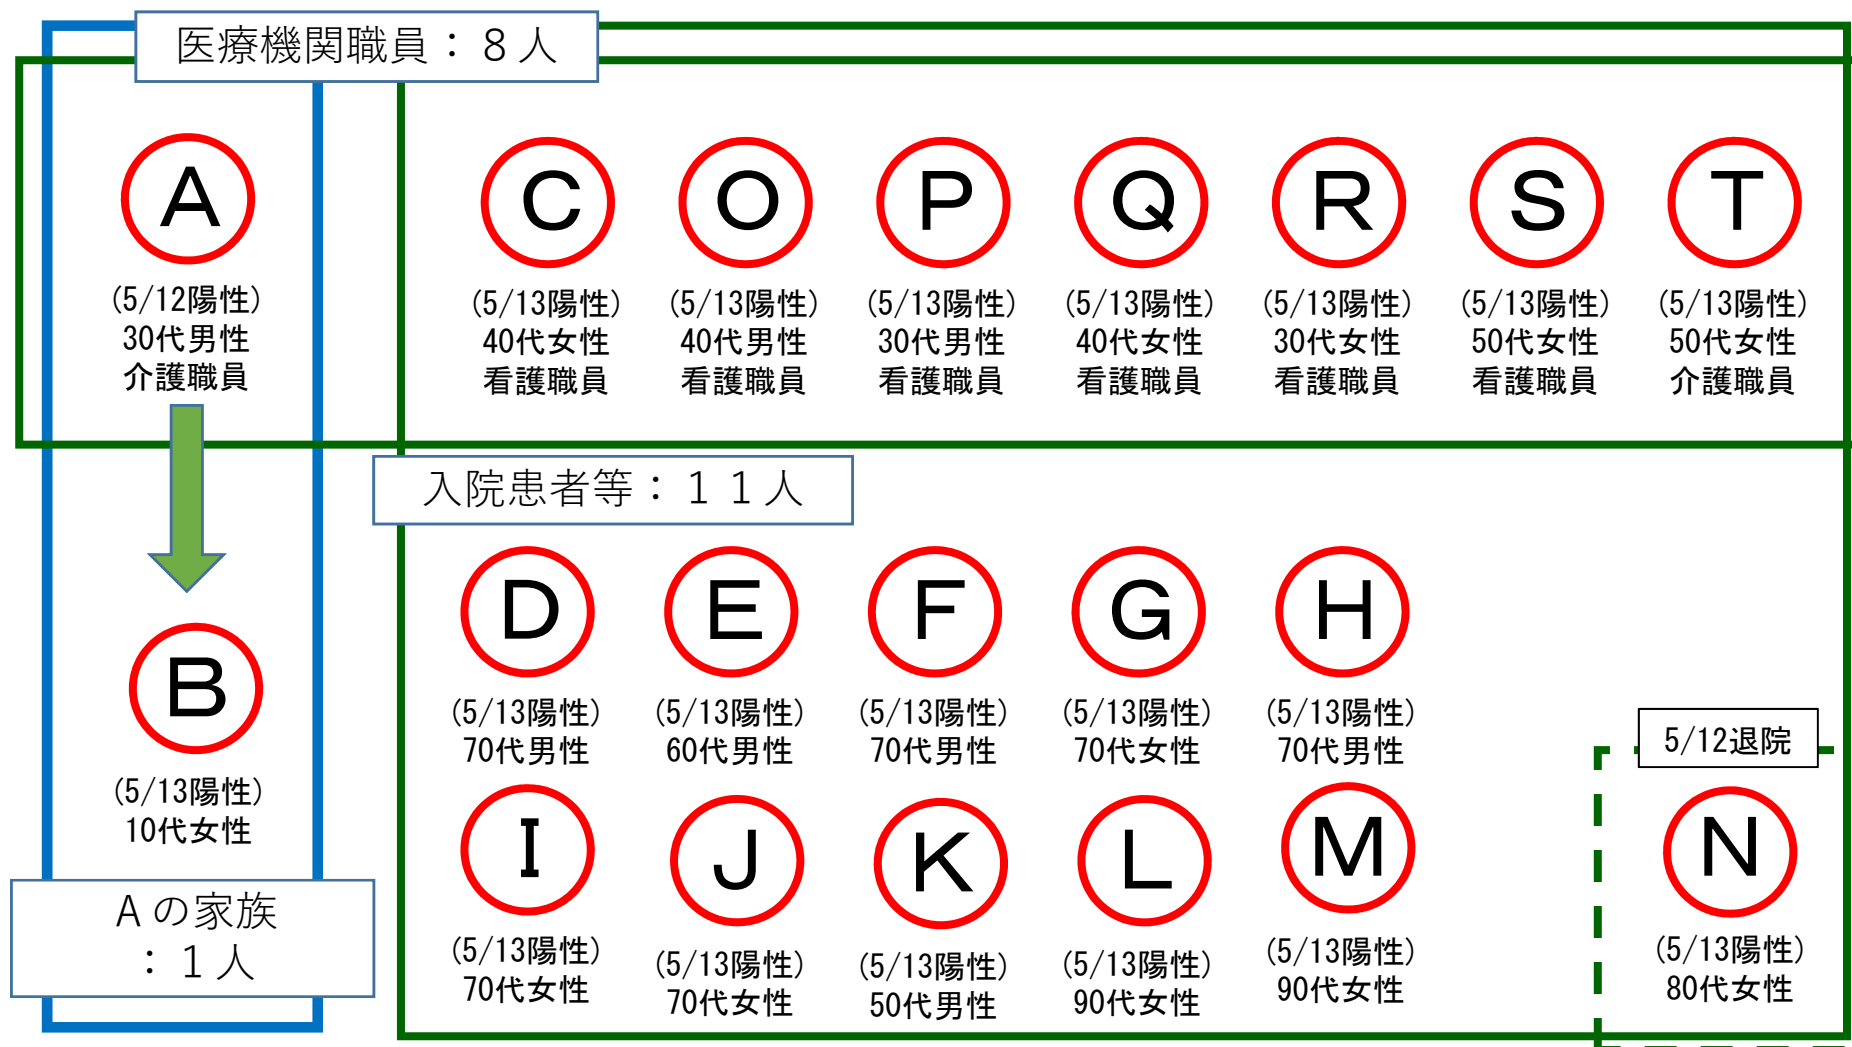 医療機関職員：８人
A
(5/12陽性)
30代男性
介護職員
C
(5/13陽性)
40代女性
看護職員
O
(5/13陽性)
40代男性
看護職員
P
(5/13陽性)
30代男性
看護職員
Q
(5/13陽性)
40代女性
看護職員
R
(5/13陽性)
30代女性
看護職員
S
(5/13陽性)
50代女性
看護職員
T
(5/13陽性)
50代女性
介護職員
入院患者等：１１人
D
(5/13陽性)
70代男性
E
(5/13陽性)
60代男性
F
(5/13陽性)
70代男性
G
(5/13陽性)
70代女性
H
(5/13陽性)
70代男性
I
(5/13陽性)
70代女性
J
(5/13陽性)
70代女性
K
(5/13陽性)
50代男性
L
(5/13陽性)
90代女性
M
(5/13陽性)
90代女性
5/12退院
N
(5/13陽性)
80代女性
B
(5/13陽性)
10代女性
Ａの家族
：１人